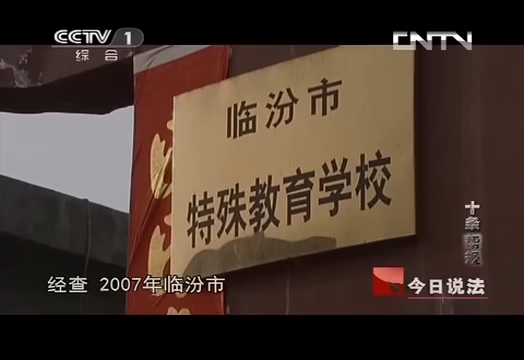 CCTV 1
综合
CNTV
临汾市
特殊教育学校
十条
经查 2007年临汾市
今日说法